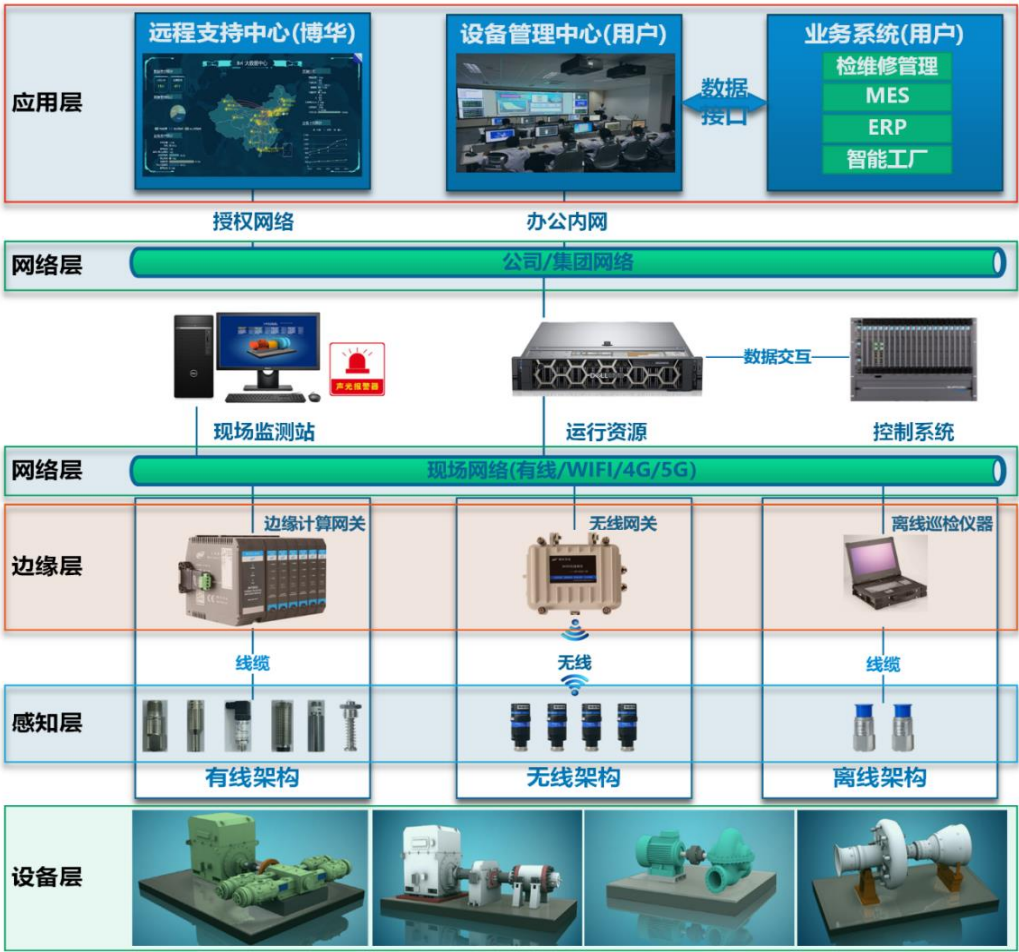 远程支持中心(博华)
设备管理中心(用户)
业务系统(用户)
大数据中心
检维修管理
MES
ERP
智能工厂
数据
接口
应用层
授权网络
办公内网
网络层
公司/集团网络
声光报警器
DELL
数据交互
现场监测站
运行资源
控制系统
网络层
现场网络(有线/WIFI/4G/5G)
边缘计算网关
无线网关
离线巡检仪器
边缘层
线缆
无线
线缆
感知层
有线架构
无线架构
离线架构
设备层